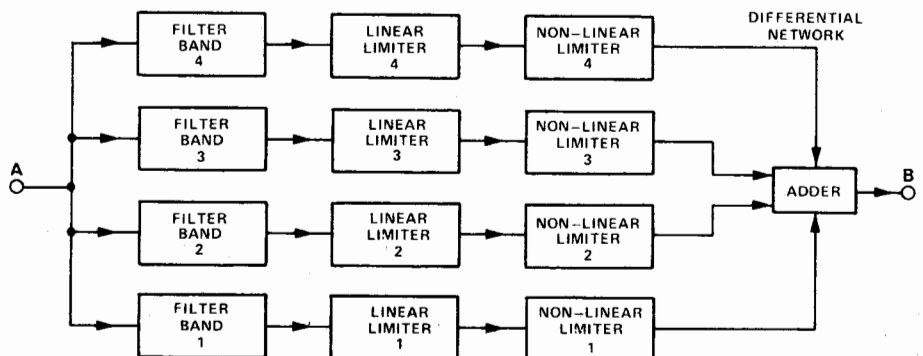 DIFFERENTIAL
NETWORK
FILTER
BAND
4
LINEAR
LIMITER
4
NON-LINEAR
LIMITER
4
FILTER
BAND
3
LINEAR
LIMITER
3
NON-LINEAR
LIMITER
3
A
ADDER
B
FILTER
BAND
2
LINEAR
LIMITER
2
NON-LINEAR
LIMITER
2
FILTER
BAND
1
LINEAR
LIMITER
1
NON-LINEAR
LIMITER
1